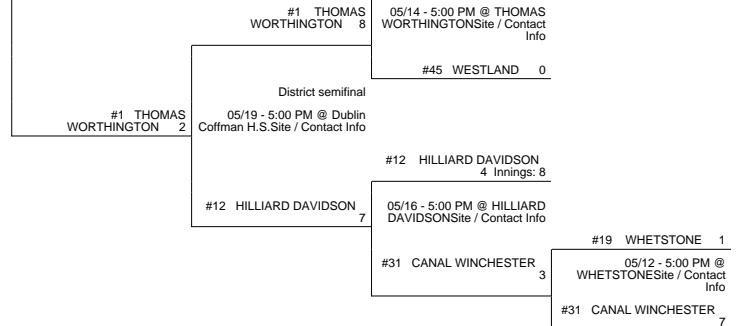 #1 THOMAS
WORTHINGTON 8
05/14 - 5:00 PM @ THOMAS
WORTHINGTONSite / Contact
Info
#45 WESTLAND 0
District semifinal
#1 THOMAS
WORTHINGTON 2
05/19 - 5:00 PM @ Dublin
Coffman H.S.Site / Contact Info
#12 HILLIARD DAVIDSON
4 Innings: 8
#12 HILLIARD DAVIDSON
7
05/16 - 5:00 PM @ HILLIARD
DAVIDSONSite / Contact Info
#19 WHETSTONE 1
#31 CANAL WINCHESTER
3
05/12 - 5:00 PM @
WHETSTONESite / Contact
Info
#31 CANAL WINCHESTER
7